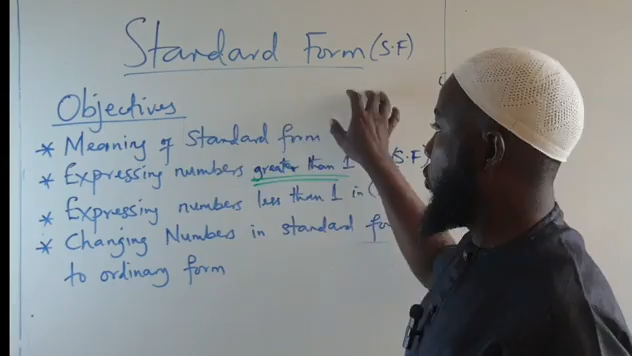 Standard Form (S.F)
Objectives
* Meaning of Standard form
* Expressing numbers greater than 1 (S.F)
* Expressing numbers less than 1 in (
* Changing Numbers in standard fo
to ordinary form